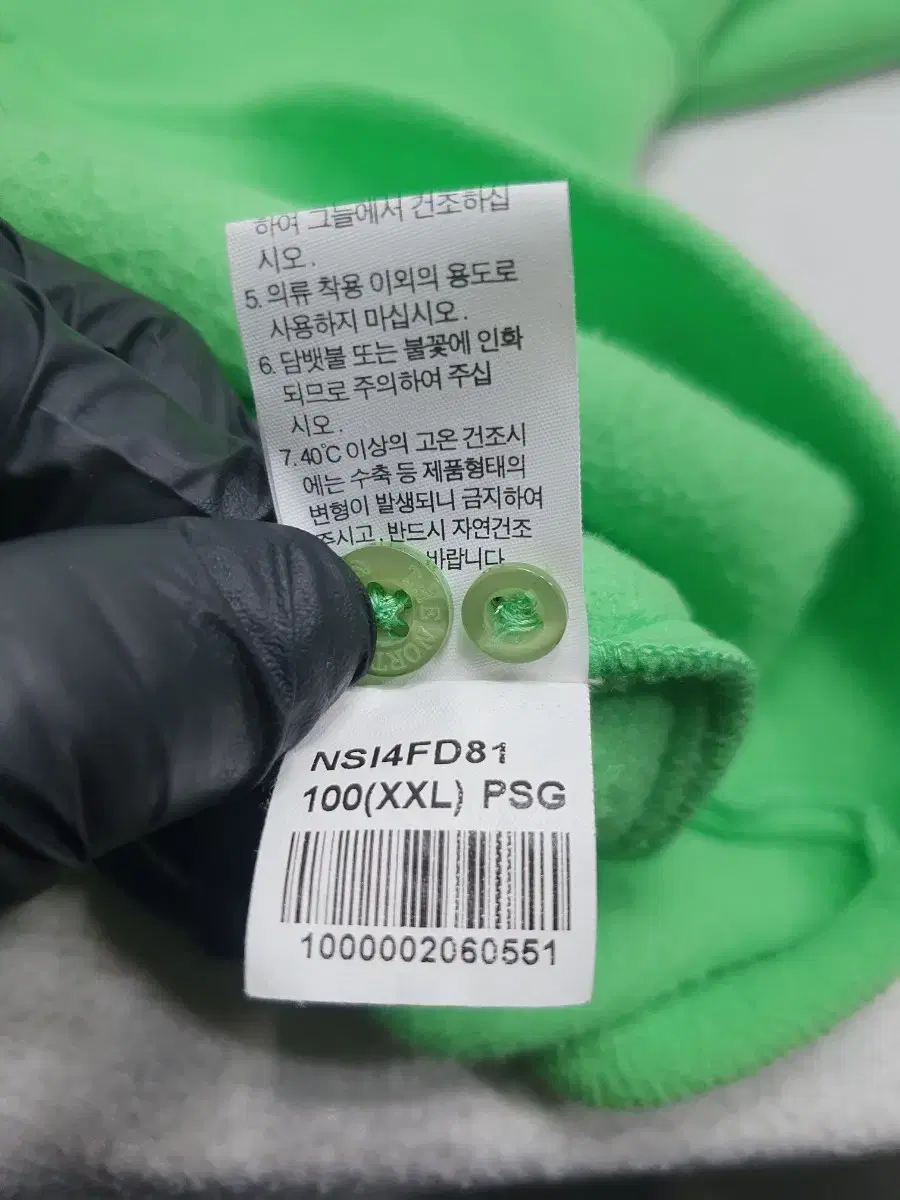 하여 그늘에서 건조하십
시오.
5. 의류 착용 이외의 용도로
사용하지 마십시오.
6. 담뱃불 또는 불꽃에 인화
되므로 주의하여 주십
시오.
7. 40℃ 이상의 고온 건조시
에는 수축 등 제품형태의
변형이 발생되니 금지하여
주시고, 반드시 자연건조
바랍니다
NORT
NSI4FD81
100(XXL) PSG
1000002060551